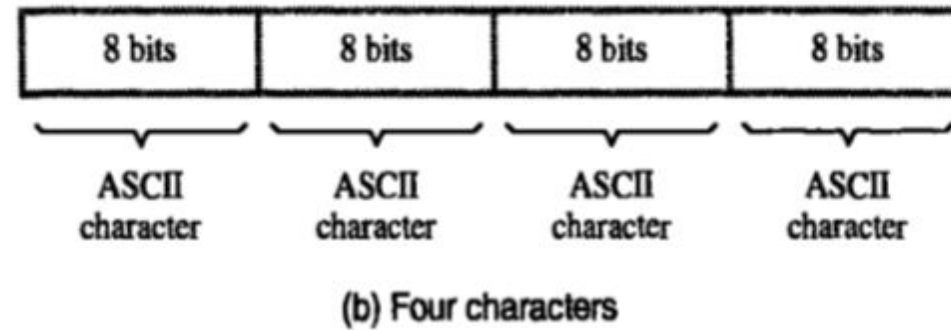 8 bits 8 bits 8 bits 8 bits
ASCII ASCII ASCII ASCII
character character character character
(b) Four characters